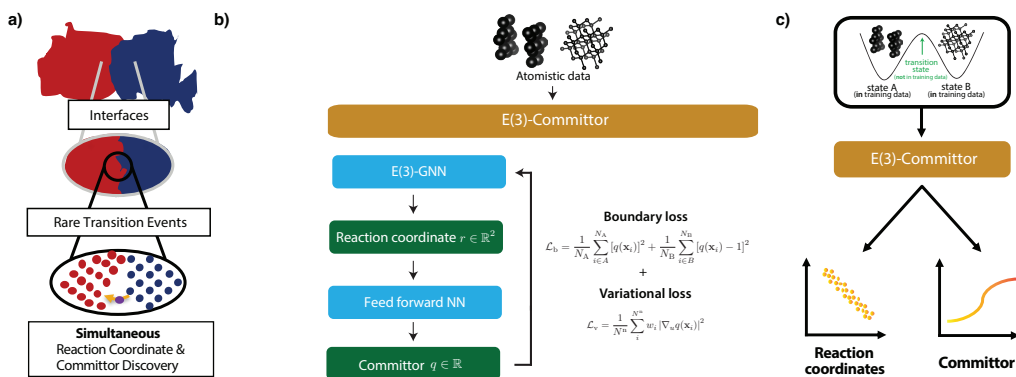 a)
Interfaces
Rare Transition Events
Simultaneous
Reaction Coordinate &
Committor Discovery
b)
Atomistic data
E(3)-Committor
E(3)-GNN
Reaction coordinate r ∈ ℝ²
Feed forward NN
Committor q ∈ ℝ
Boundary loss
ℒ_b = 1/N_A ∑_{i∈A}^{N_A} [q(x_i)]² + 1/N_B ∑_{i∈B}^{N_B} [q(x_i) − 1]²
+
Variational loss
ℒ_v = 1/Nⁿ ∑_i^{Nⁿ} w_i |∇_u q(x_i)|²
c)
transition
state
(not in training data)
state A
(in training data)
state B
(in training data)
E(3)-Committor
Reaction
coordinates
Committor